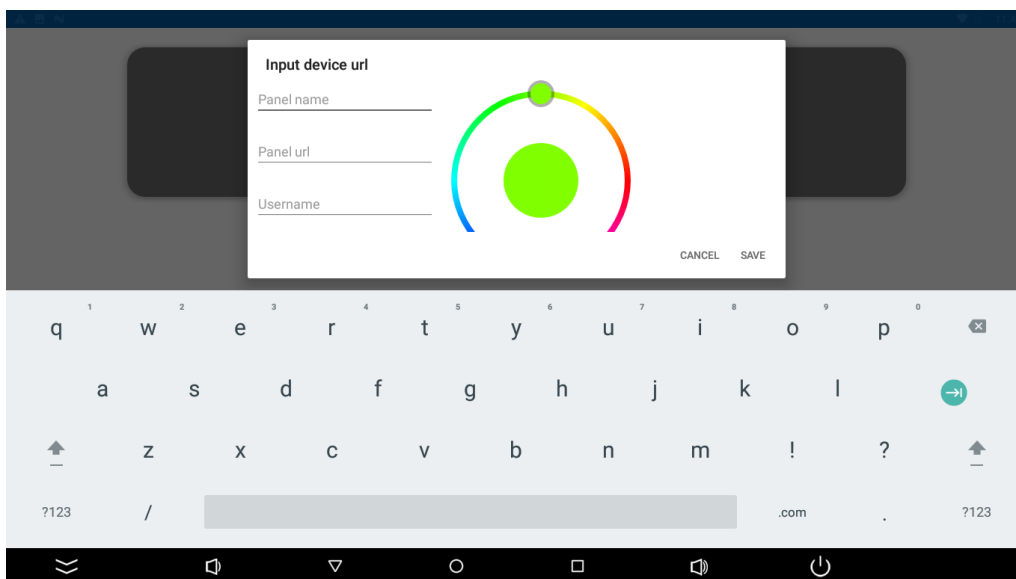 Input device url
Panel name
Panel url
Username
CANCEL SAVE
1 2 3 4 5 6 7 8 9 0
q w e r t y u i o p
a s d f g h j k l
z x c v b n m ! ?
?123 / .com . ?123